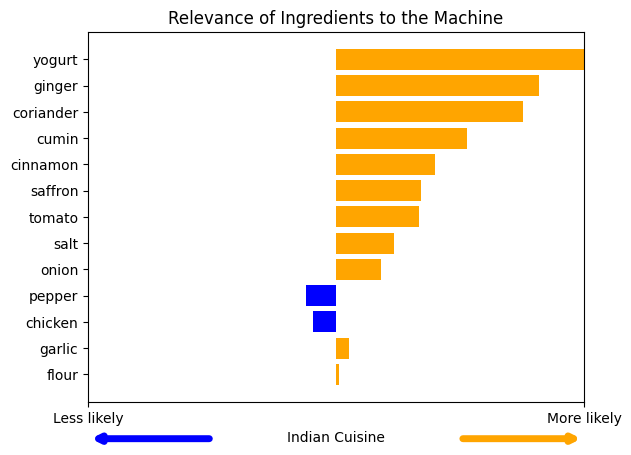 Relevance of Ingredients to the Machine
yogurt
ginger
coriander
cumin
cinnamon
saffron
tomato
salt
onion
pepper
chicken
garlic
flour
Less likely
More likely
Indian Cuisine